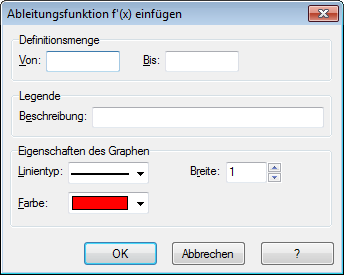 Ableitungsfunktion f'(x) einfügen
Definitionsmenge
Von: Bis:
Legende
Beschreibung:
Eigenschaften des Graphen
Linientyp: Breite: 1
Farbe:
OK Abbrechen ?